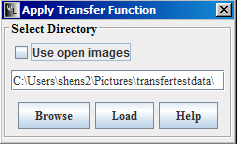 Apply Transfer Function
Select Directory
Use open images
C:\Users\shens2\Pictures\transfertestdata\
Browse Load Help